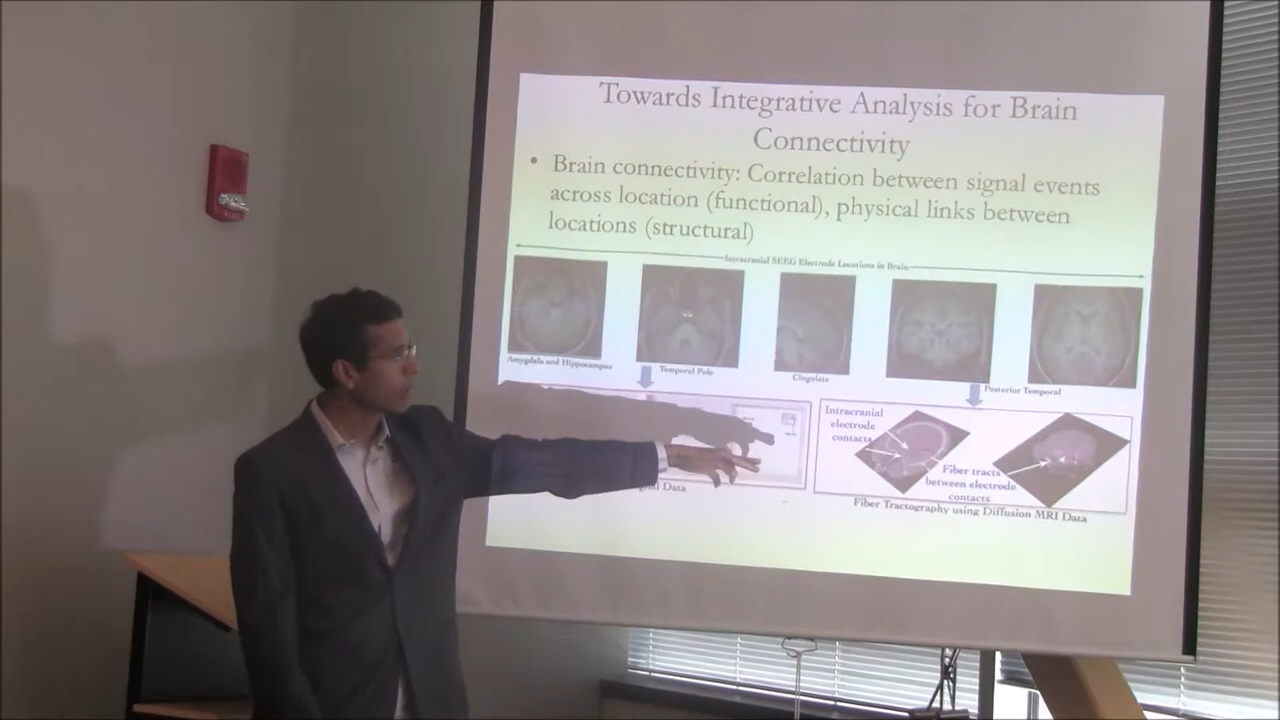 Towards Integrative Analysis for Brain
Connectivity
• Brain connectivity: Correlation between signal events
across location (functional), physical links between
locations (structural)
Intracranial SEEG Electrode Locations in Brain
Amygdala and Hippocampus
Temporal Pole
Cingulate
Posterior Temporal
Intracranial
electrode
contacts
Fiber tracts
between electrode
contacts
Data
Fiber Tractography using Diffusion MRI Data
FIRE